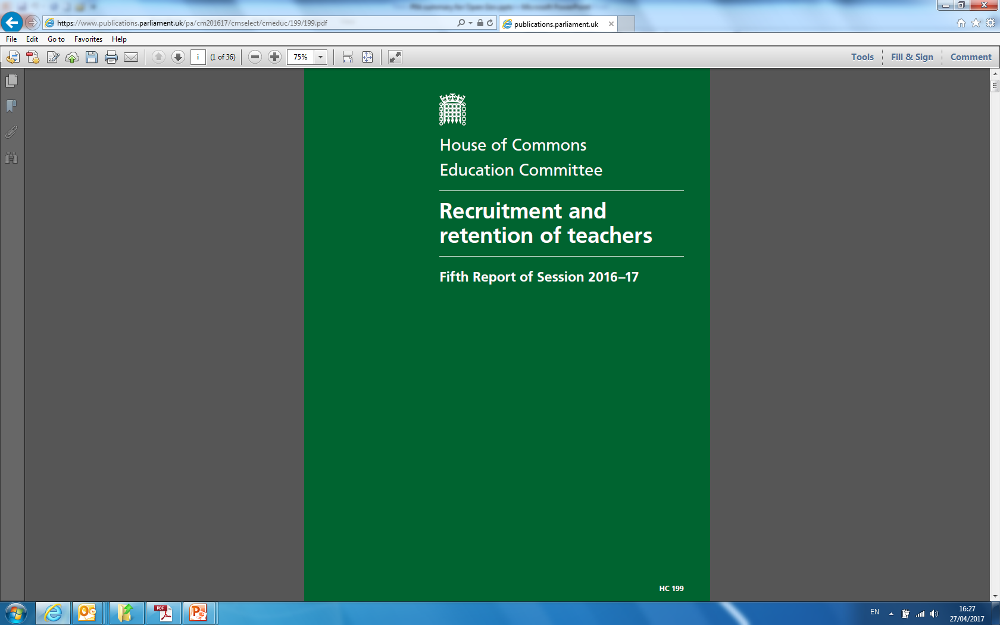 https://www.publications.parliament.uk/pa/cm201617/cmselect/cmeduc/199/199.pdf
publications.parliament.uk
File Edit Go to Favorites Help
i (1 of 36) 75% Tools Fill & Sign Comment
House of Commons
Education Committee
Recruitment and
retention of teachers
Fifth Report of Session 2016–17
HC 199
PDF
EN
16:27
27/04/2017